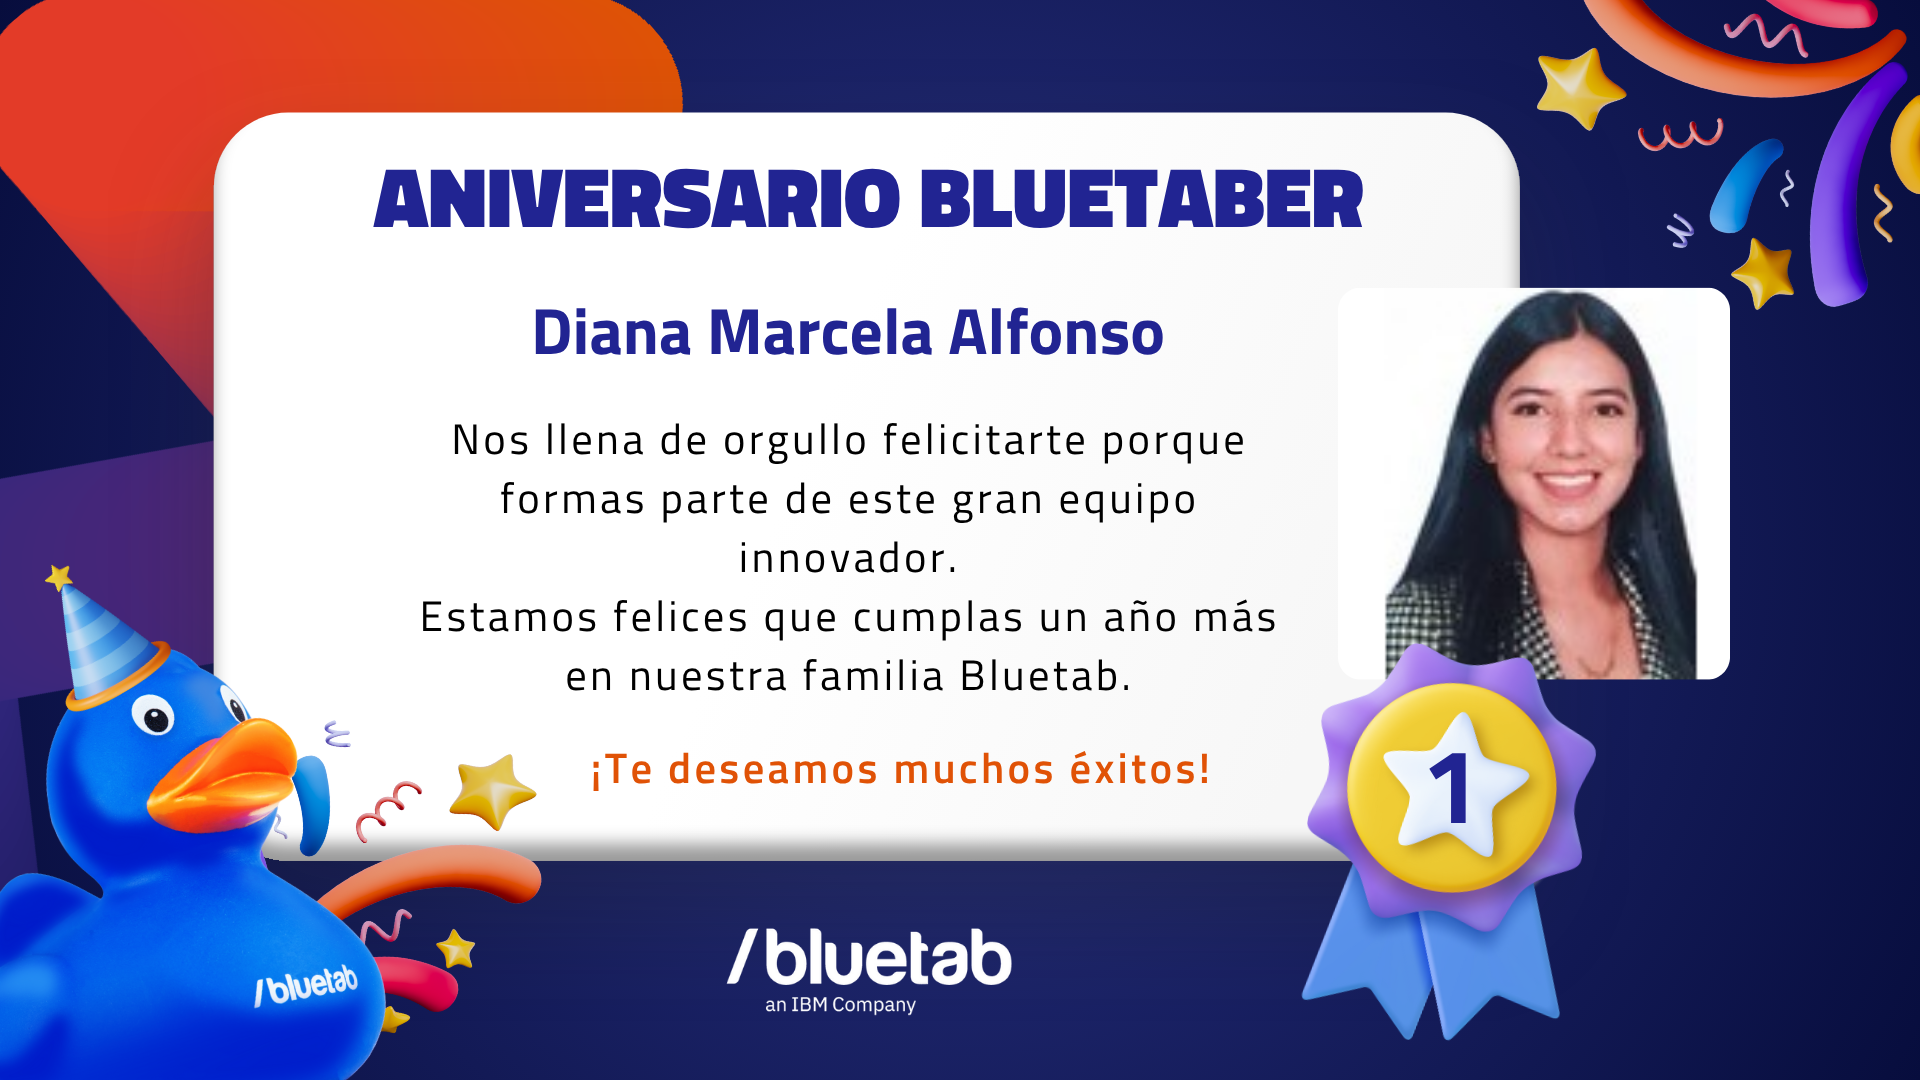 ANIVERSARIO BLUETABER
Diana Marcela Alfonso
Nos llena de orgullo felicitarte porque
formas parte de este gran equipo
innovador.
Estamos felices que cumplas un año más
en nuestra familia Bluetab.
¡Te deseamos muchos éxitos!
1
/bluetab
/bluetab
an IBM Company